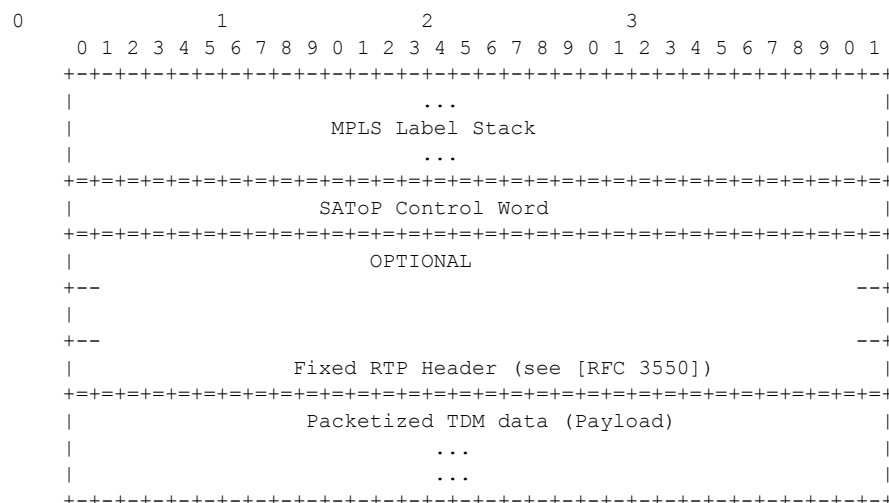 0                   1                   2                   3
 0 1 2 3 4 5 6 7 8 9 0 1 2 3 4 5 6 7 8 9 0 1 2 3 4 5 6 7 8 9 0 1
+-+-+-+-+-+-+-+-+-+-+-+-+-+-+-+-+-+-+-+-+-+-+-+-+-+-+-+-+-+-+-+-+
|                            ...                                |
|                     MPLS Label Stack                          |
|                            ...                                |
+=+=+=+=+=+=+=+=+=+=+=+=+=+=+=+=+=+=+=+=+=+=+=+=+=+=+=+=+=+=+=+=+
|                    SAToP Control Word                         |
+=+=+=+=+=+=+=+=+=+=+=+=+=+=+=+=+=+=+=+=+=+=+=+=+=+=+=+=+=+=+=+=+
|                        OPTIONAL                               |
+--                                                           --+
|                                                               |
+--                                                           --+
|                  Fixed RTP Header (see [RFC 3550])            |
+=+=+=+=+=+=+=+=+=+=+=+=+=+=+=+=+=+=+=+=+=+=+=+=+=+=+=+=+=+=+=+=+
|                   Packetized TDM data (Payload)               |
|                             ...                               |
|                             ...                               |
+-+-+-+-+-+-+-+-+-+-+-+-+-+-+-+-+-+-+-+-+-+-+-+-+-+-+-+-+-+-+-+-+